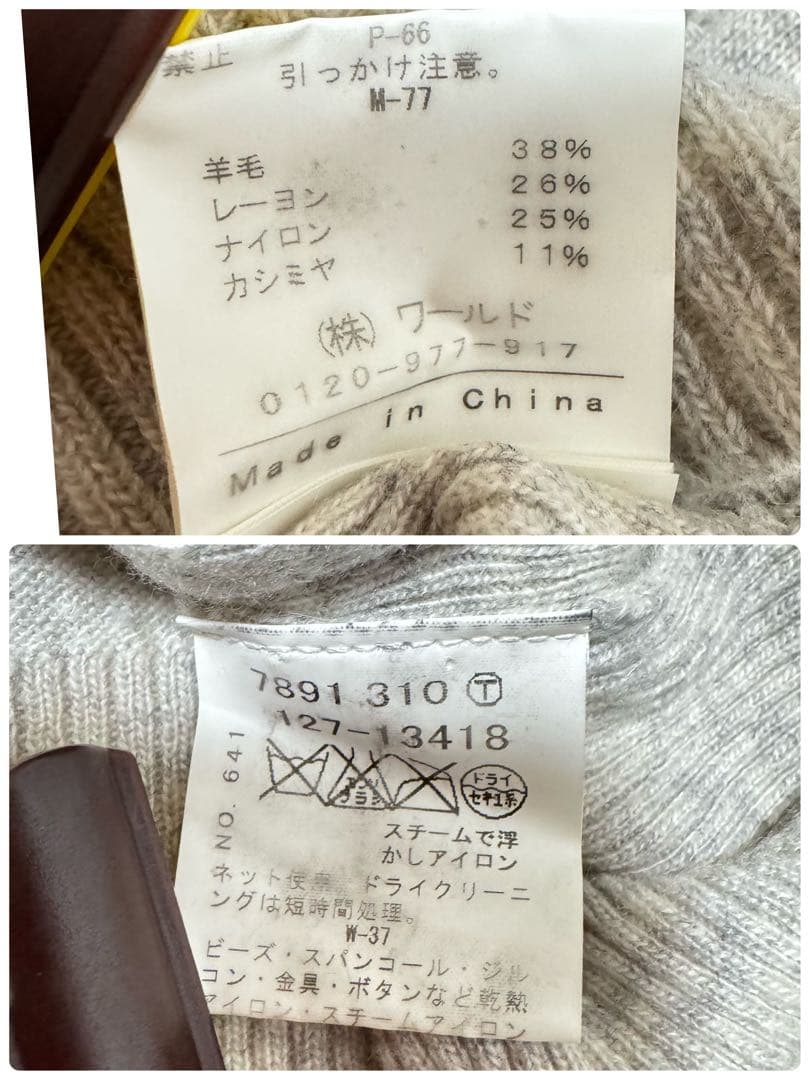 禁止
P-66
引っかけ注意。
M-77
羊毛 38%
レーヨン 26%
ナイロン 25%
カシミヤ 11%
(株) ワールド
0120-977-917
Made in China
7891 310 Ⓣ
127-13418
NO. 641
ドライ
セキユ系
スチームで浮
かしアイロン
ネット使 ドライクリーニ
ングは短時間処理。
W-37
ビーズ・スパンコール・ジル
コン・金具・ボタンなど乾熱
アイロン・スチームアイロン